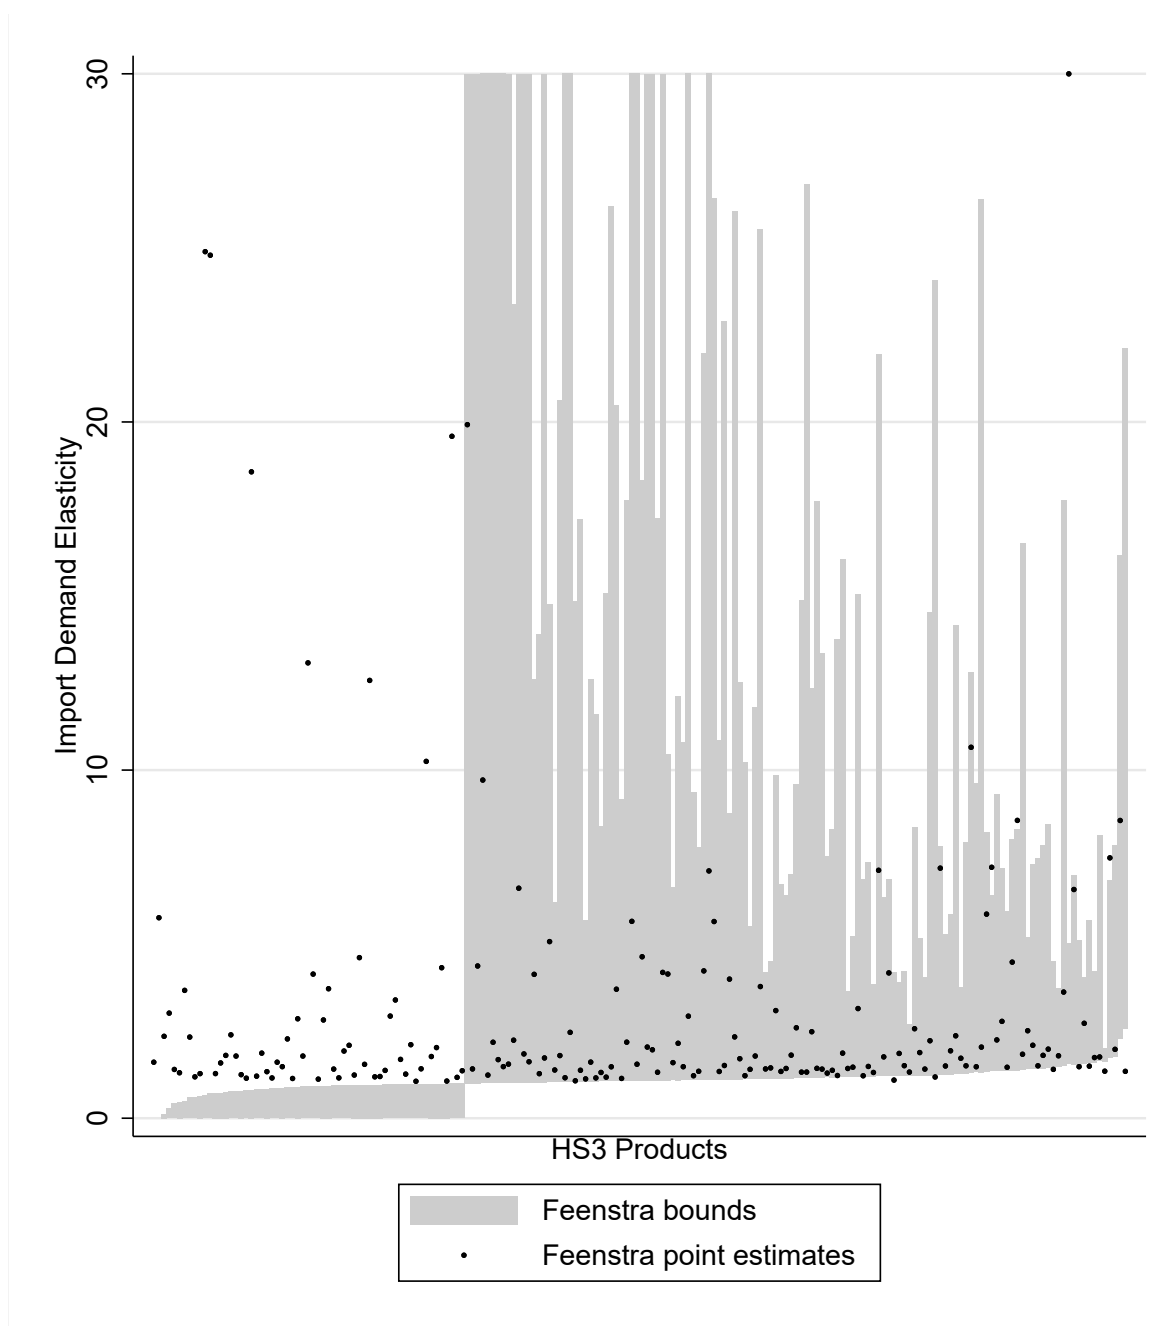 30
20
10
0
Import Demand Elasticity
HS3 Products
Feenstra bounds
Feenstra point estimates